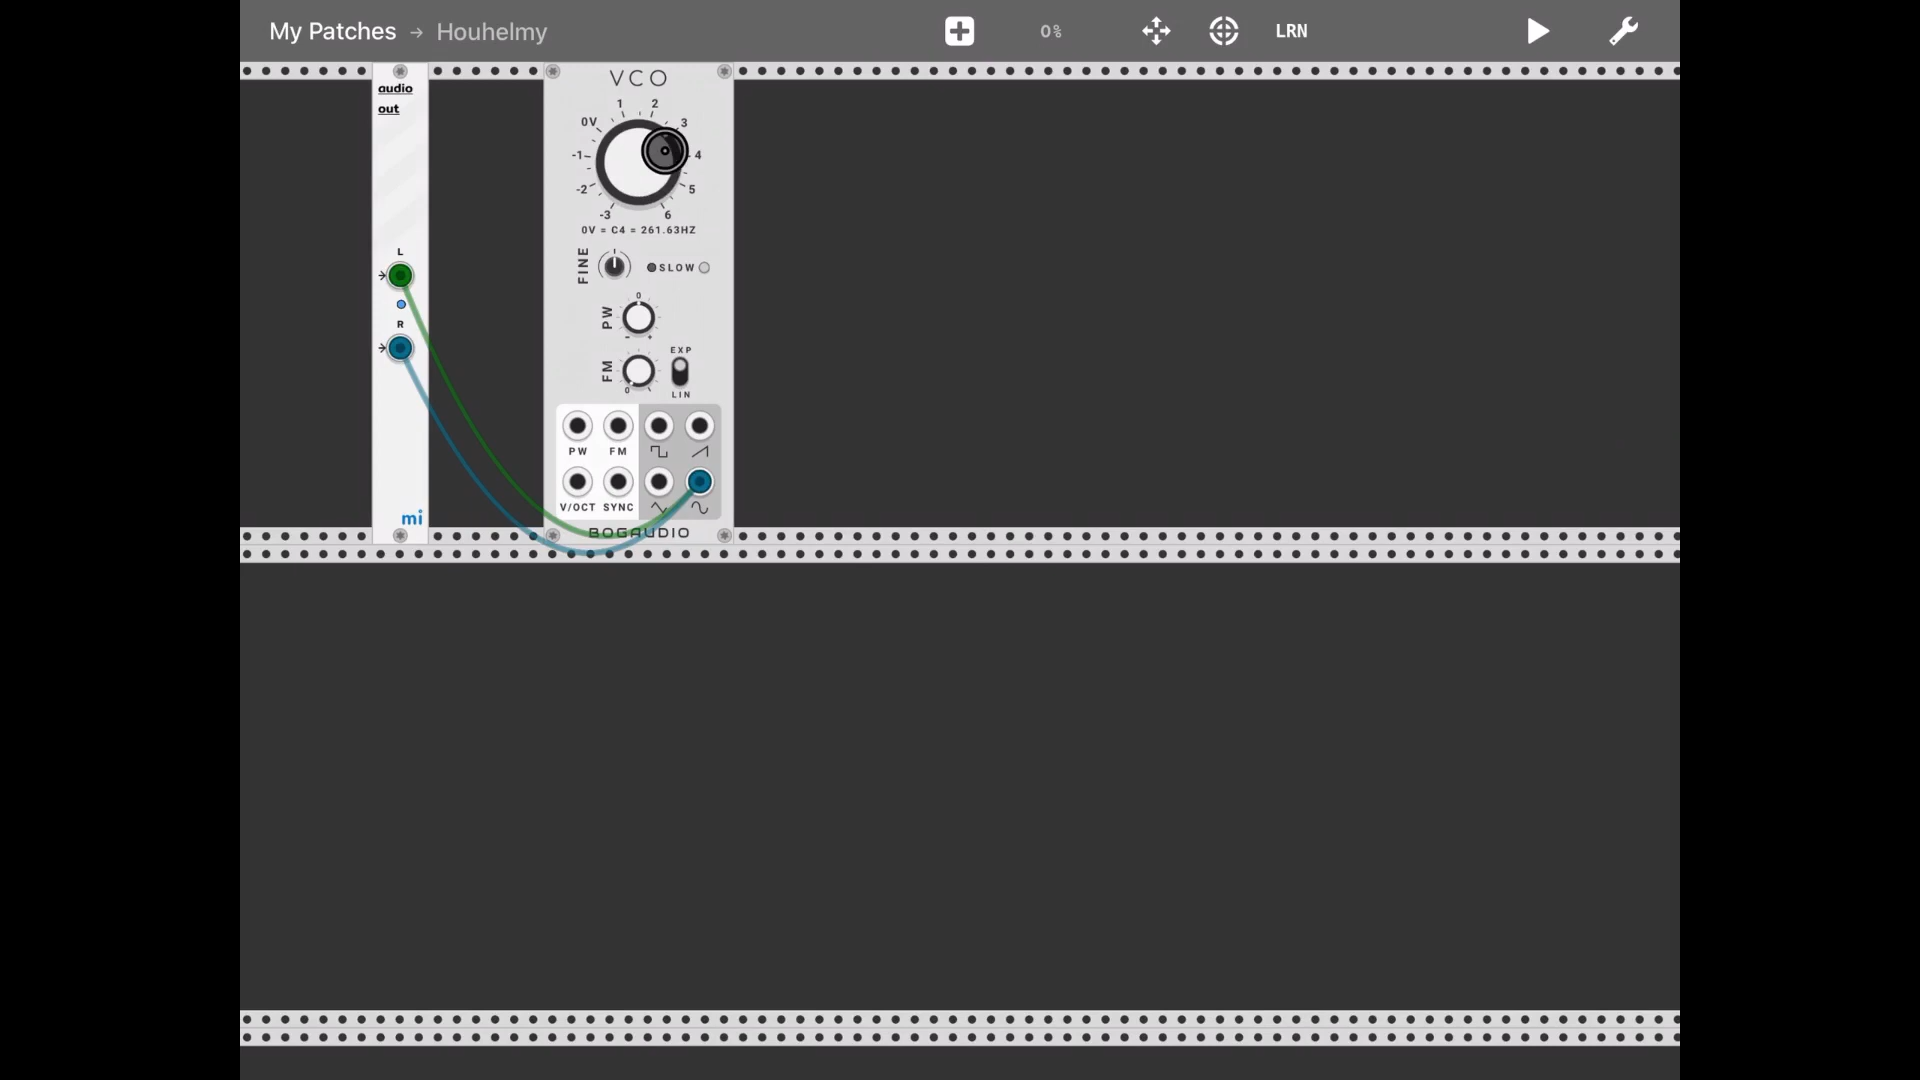 My Patches → Houhelmy
0%
LRN
audio
out
L
R
mi
VCO
1 2
0V 3
-1 4
-2 5
-3 6
0V = C4 = 261.63HZ
FINE
SLOW
0
PW
- +
EXP
FM
0
LIN
PW FM
V/OCT SYNC
BOGAUDIO